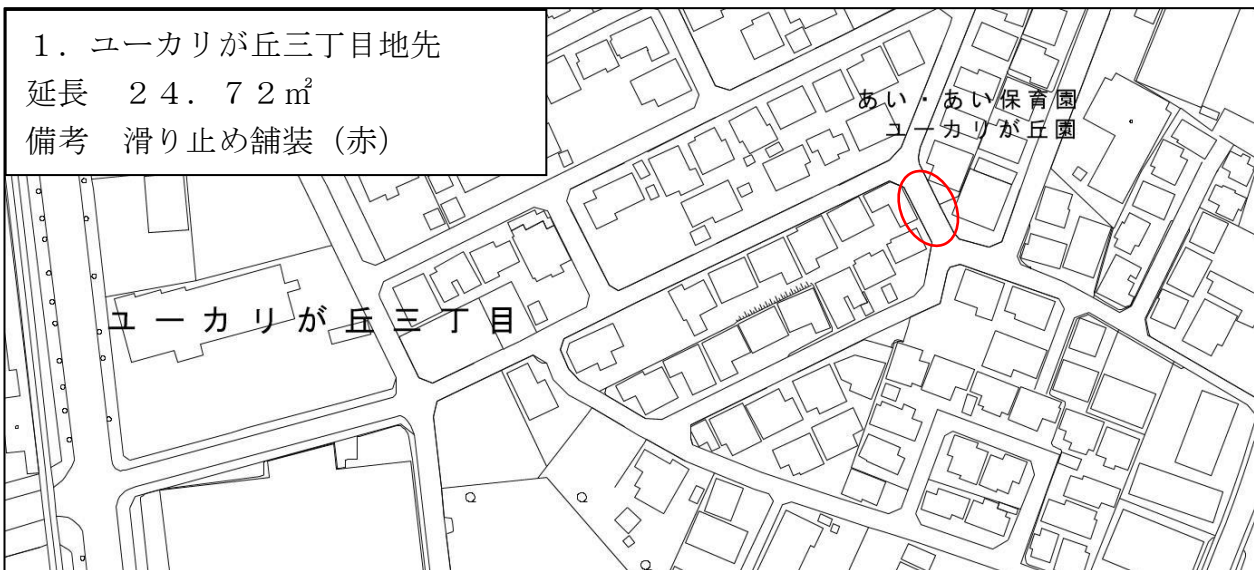 １．ユーカリが丘三丁目地先
延長　２４．７２㎡
備考　滑り止め舗装（赤）
あい・あい保育園
ユーカリが丘園
ユーカリが丘三丁目